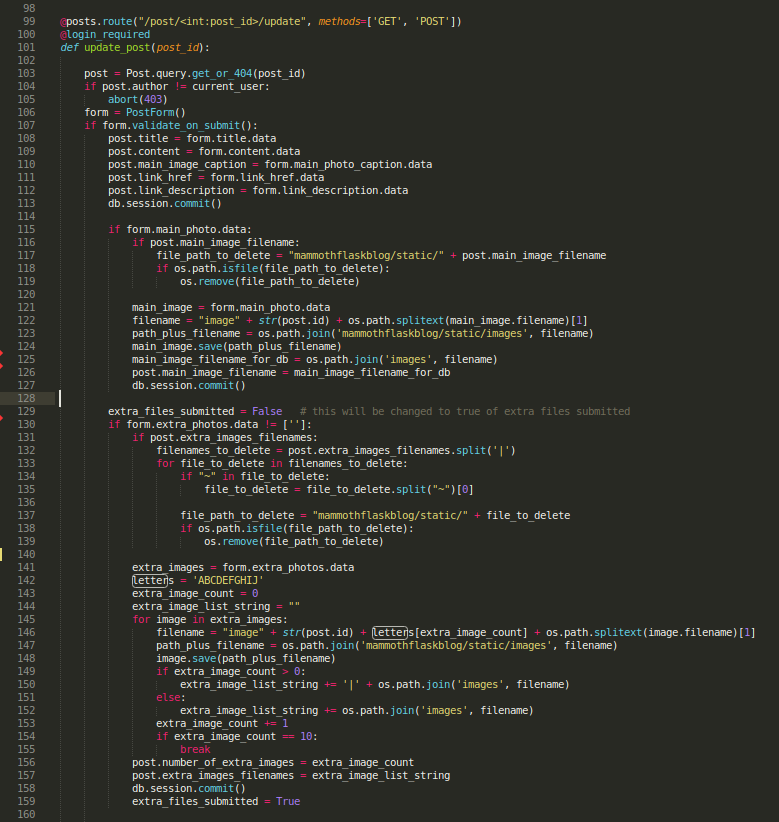 98
99 @posts.route("/post/<int:post_id>/update", methods=['GET', 'POST'])
100 @login_required
101 def update_post(post_id):
102
103     post = Post.query.get_or_404(post_id)
104     if post.author != current_user:
105         abort(403)
106     form = PostForm()
107     if form.validate_on_submit():
108         post.title = form.title.data
109         post.content = form.content.data
110         post.main_image_caption = form.main_photo_caption.data
111         post.link_href = form.link_href.data
112         post.link_description = form.link_description.data
113         db.session.commit()
114
115         if form.main_photo.data:
116             if post.main_image_filename:
117                 file_path_to_delete = "mammothflaskblog/static/" + post.main_image_filename
118                 if os.path.isfile(file_path_to_delete):
119                     os.remove(file_path_to_delete)
120
121             main_image = form.main_photo.data
122             filename = "image" + str(post.id) + os.path.splitext(main_image.filename)[1]
123             path_plus_filename = os.path.join('mammothflaskblog/static/images', filename)
124             main_image.save(path_plus_filename)
125             main_image_filename_for_db = os.path.join('images', filename)
126             post.main_image_filename = main_image_filename_for_db
127             db.session.commit()
128
129         extra_files_submitted = False   # this will be changed to true of extra files submitted
130         if form.extra_photos.data != ['']:
131             if post.extra_images_filenames:
132                 filenames_to_delete = post.extra_images_filenames.split('|')
133                 for file_to_delete in filenames_to_delete:
134                     if "~" in file_to_delete:
135                         file_to_delete = file_to_delete.split("~")[0]
136
137                     file_path_to_delete = "mammothflaskblog/static/" + file_to_delete
138                     if os.path.isfile(file_path_to_delete):
139                         os.remove(file_path_to_delete)
140
141             extra_images = form.extra_photos.data
142             letters = 'ABCDEFGHIJ'
143             extra_image_count = 0
144             extra_image_list_string = ""
145             for image in extra_images:
146                 filename = "image" + str(post.id) + letters[extra_image_count] + os.path.splitext(image.filename)[1]
147                 path_plus_filename = os.path.join('mammothflaskblog/static/images', filename)
148                 image.save(path_plus_filename)
149                 if extra_image_count > 0:
150                     extra_image_list_string += '|' + os.path.join('images', filename)
151                 else:
152                     extra_image_list_string += os.path.join('images', filename)
153                 extra_image_count += 1
154                 if extra_image_count == 10:
155                     break
156             post.number_of_extra_images = extra_image_count
157             post.extra_images_filenames = extra_image_list_string
158             db.session.commit()
159             extra_files_submitted = True
160